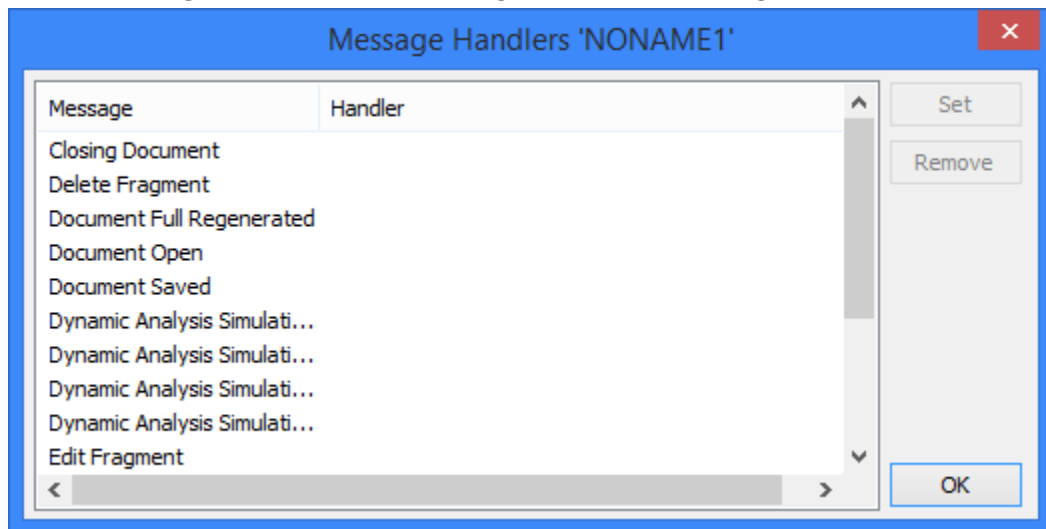 Message Handlers 'NONAME1'
Message Handler
Set
Closing Document
Remove
Delete Fragment
Document Full Regenerated
Document Open
Document Saved
Dynamic Analysis Simulati...
Dynamic Analysis Simulati...
Dynamic Analysis Simulati...
Dynamic Analysis Simulati...
Edit Fragment
OK